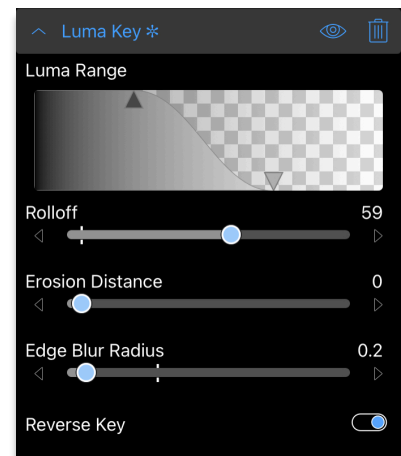 Luma Key ✻
Luma Range
Rolloff 59
Erosion Distance 0
Edge Blur Radius 0.2
Reverse Key